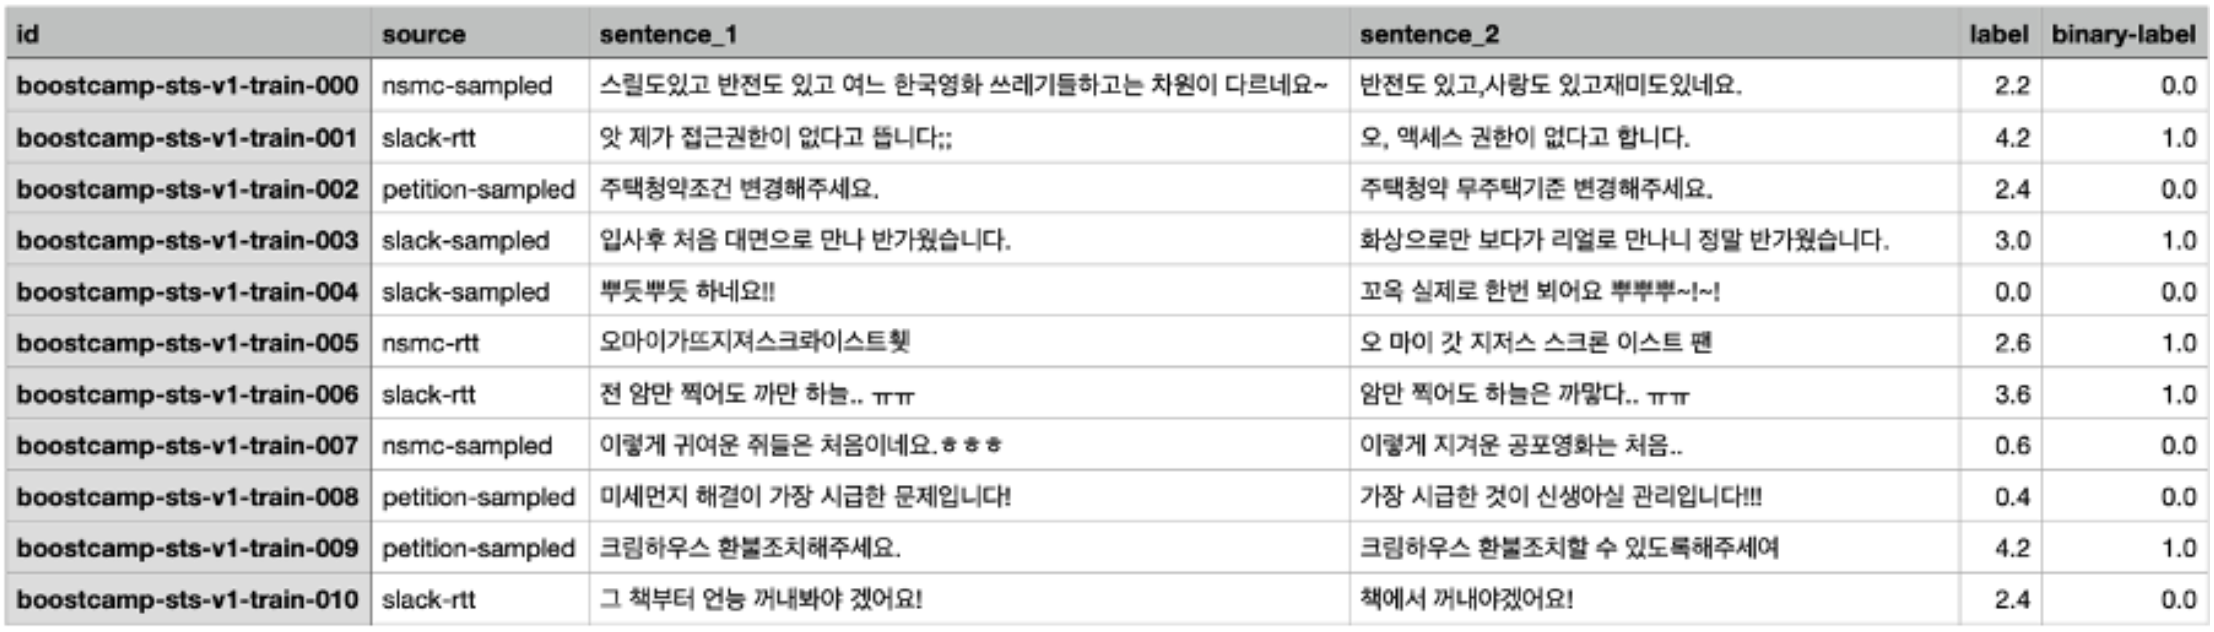 id source sentence_1 sentence_2 label binary-label
boostcamp-sts-v1-train-000 nsmc-sampled 스릴도있고 반전도 있고 여느 한국영화 쓰레기들하고는 차원이 다르네요~ 반전도 있고,사랑도 있고재미도있네요. 2.2 0.0
boostcamp-sts-v1-train-001 slack-rtt 앗 제가 접근권한이 없다고 뜹니다;; 오, 액세스 권한이 없다고 합니다. 4.2 1.0
boostcamp-sts-v1-train-002 petition-sampled 주택청약조건 변경해주세요. 주택청약 무주택기준 변경해주세요. 2.4 0.0
boostcamp-sts-v1-train-003 slack-sampled 입사후 처음 대면으로 만나 반가웠습니다. 화상으로만 보다가 리얼로 만나니 정말 반가웠습니다. 3.0 1.0
boostcamp-sts-v1-train-004 slack-sampled 뿌듯뿌듯 하네요!! 꼬옥 실제로 한번 뵈어요 뿌뿌뿌~!~! 0.0 0.0
boostcamp-sts-v1-train-005 nsmc-rtt 오마이가뜨지져스크롸이스트휏 오 마이 갓 지저스 스크론 이스트 팬 2.6 1.0
boostcamp-sts-v1-train-006 slack-rtt 전 암만 찍어도 까만 하늘.. ㅠㅠ 암만 찍어도 하늘은 까맣다.. ㅠㅠ 3.6 1.0
boostcamp-sts-v1-train-007 nsmc-sampled 이렇게 귀여운 쥐들은 처음이네요.ㅎㅎㅎ 이렇게 지겨운 공포영화는 처음.. 0.6 0.0
boostcamp-sts-v1-train-008 petition-sampled 미세먼지 해결이 가장 시급한 문제입니다! 가장 시급한 것이 신생아실 관리입니다!!! 0.4 0.0
boostcamp-sts-v1-train-009 petition-sampled 크림하우스 환불조치해주세요. 크림하우스 환불조치할 수 있도록해주세여 4.2 1.0
boostcamp-sts-v1-train-010 slack-rtt 그 책부터 언능 꺼내봐야 겠어요! 책에서 꺼내야겠어요! 2.4 0.0